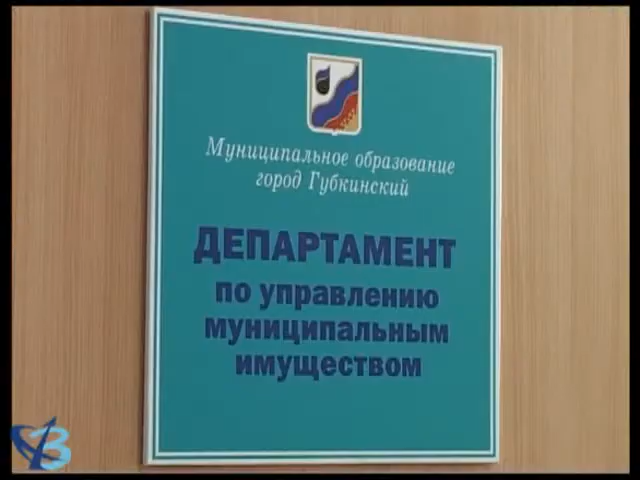 Муниципальное образование
город Губкинский
ДЕПАРТАМЕНТ
по управлению
муниципальным
имуществом